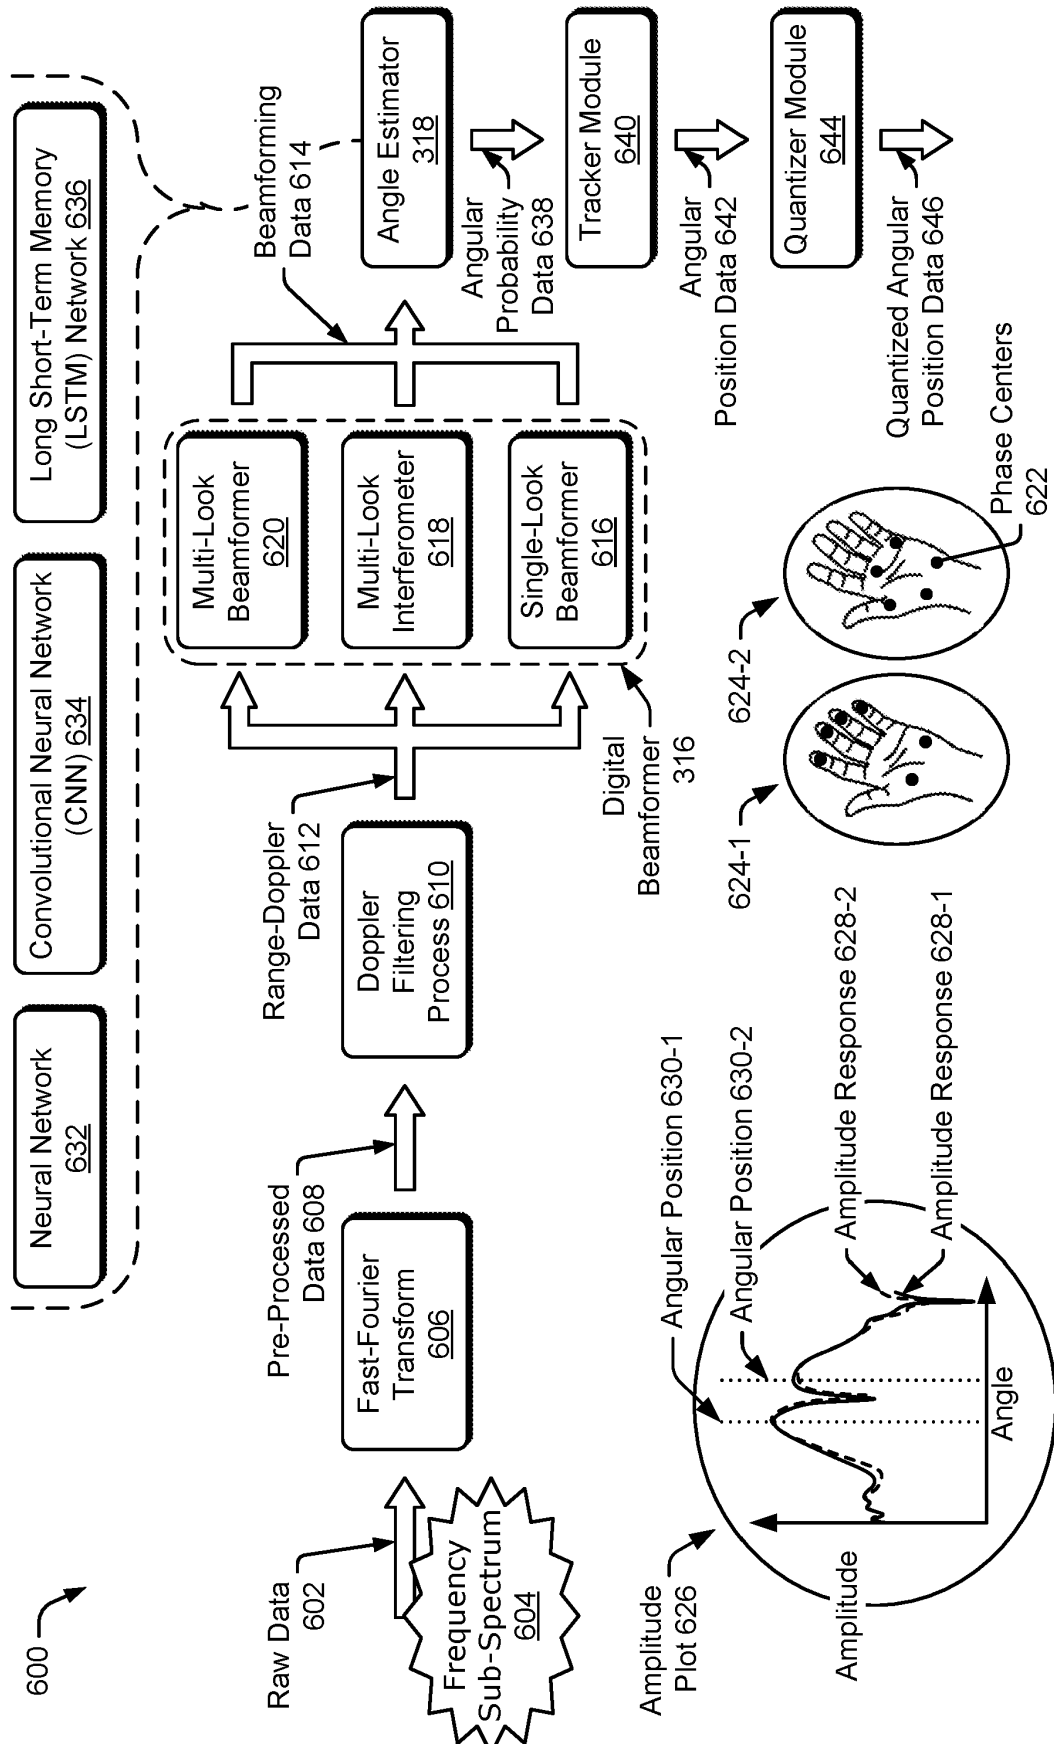 600
Neural Network
632
Convolutional Neural Network
(CNN) 634
Long Short-Term Memory
(LSTM) Network 636
Raw Data
602
Frequency
Sub-Spectrum
604
Fast-Fourier
Transform
606
Pre-Processed
Data 608
Doppler
Filtering
Process 610
Range-Doppler
Data 612
Multi-Look
Beamformer
620
Multi-Look
Interferometer
618
Single-Look
Beamformer
616
Digital
Beamformer
316
Beamforming
Data 614
Angle Estimator
318
Angular
Probability
Data 638
Tracker Module
640
Angular
Position Data 642
Quantizer Module
644
Quantized Angular
Position Data 646
Amplitude
Plot 626
Amplitude
Angle
Angular Position 630-1
Angular Position 630-2
Amplitude Response 628-2
Amplitude Response 628-1
624-1
624-2
Phase Centers
622